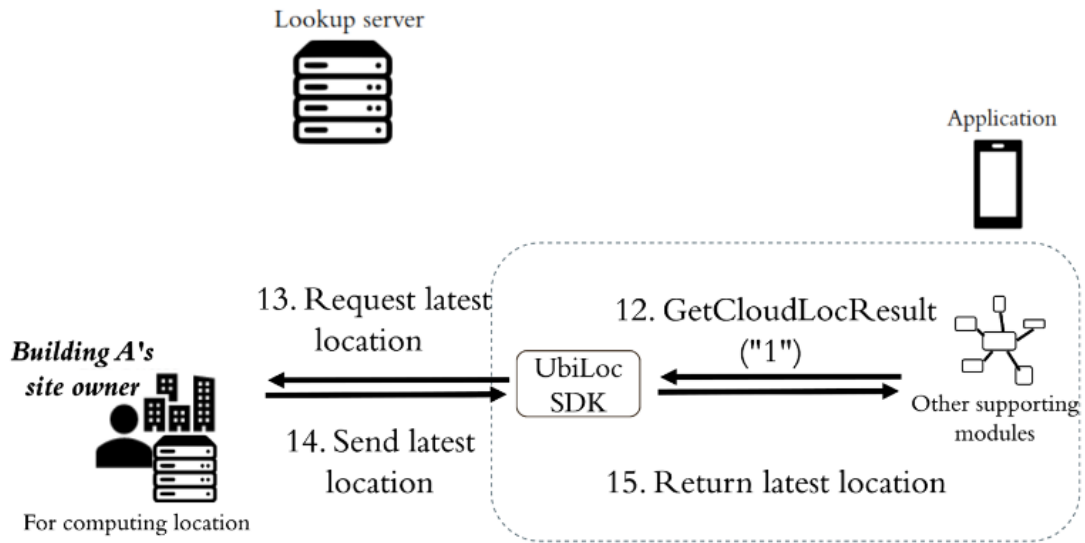 Lookup server
Application
13. Request latest
location
12. GetCloudLocResult
("1")
Building A's
site owner
UbiLoc
SDK
Other supporting
modules
14. Send latest
location
15. Return latest location
For computing location